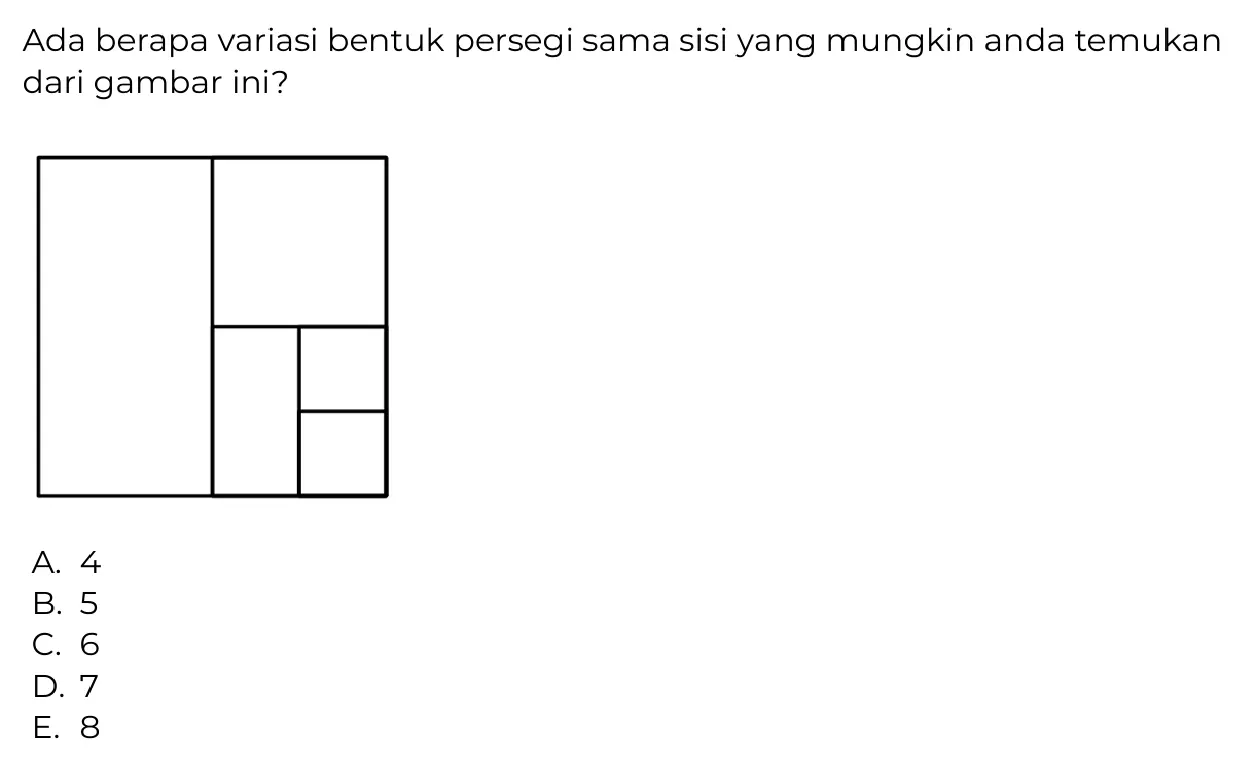 Ada berapa variasi bentuk persegi sama sisi yang mungkin anda temukan
dari gambar ini?
A. 4
B. 5
C. 6
D. 7
E. 8